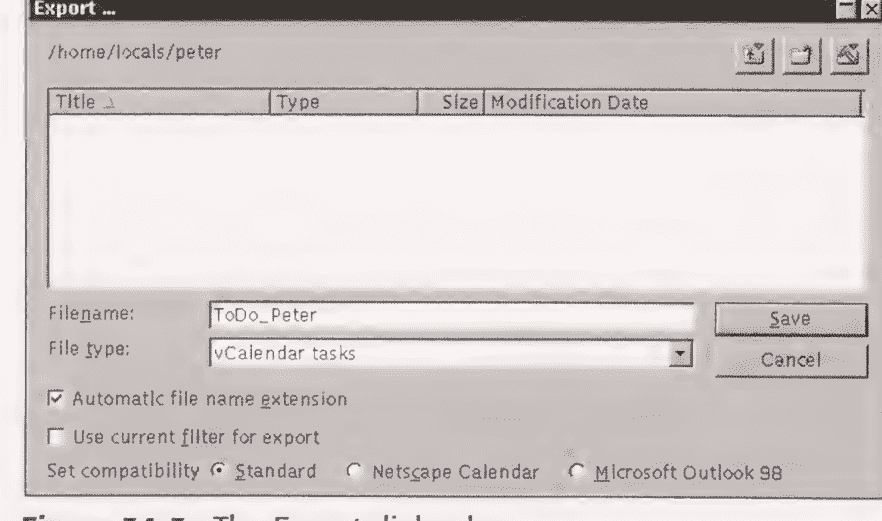 Export ...
/home/locals/peter
Title Type Size Modification Date
Filename: ToDo_Peter Save
File type: vCalendar tasks Cancel
Automatic file name extension
Use current filter for export
Set compatibility Standard Netscape Calendar Microsoft Outlook 98
The Export dialog